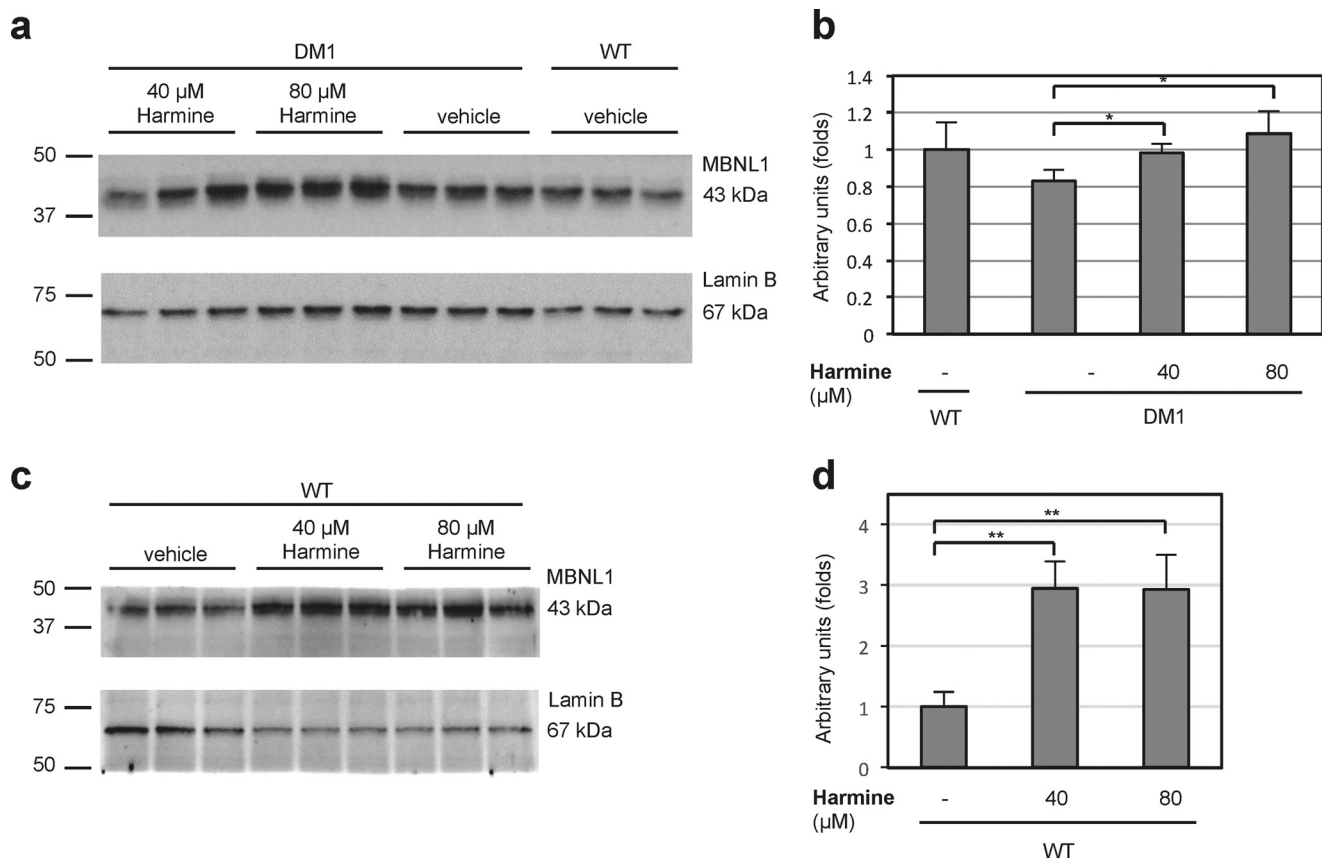 a
DM1
WT
40 µM
Harmine
80 µM
Harmine
vehicle
vehicle
50
37
MBNL1
43 kDa
75
50
Lamin B
67 kDa
b
Arbitrary units (folds)
1.4
1.2
1
0.8
0.6
0.4
0.2
0
*
*
Harmine - - 40 80
(µM)
WT DM1
c
WT
vehicle
40 µM
Harmine
80 µM
Harmine
50
37
MBNL1
43 kDa
75
50
Lamin B
67 kDa
d
Arbitrary units (folds)
4
3
2
1
0
**
**
Harmine - 40 80
(µM)
WT